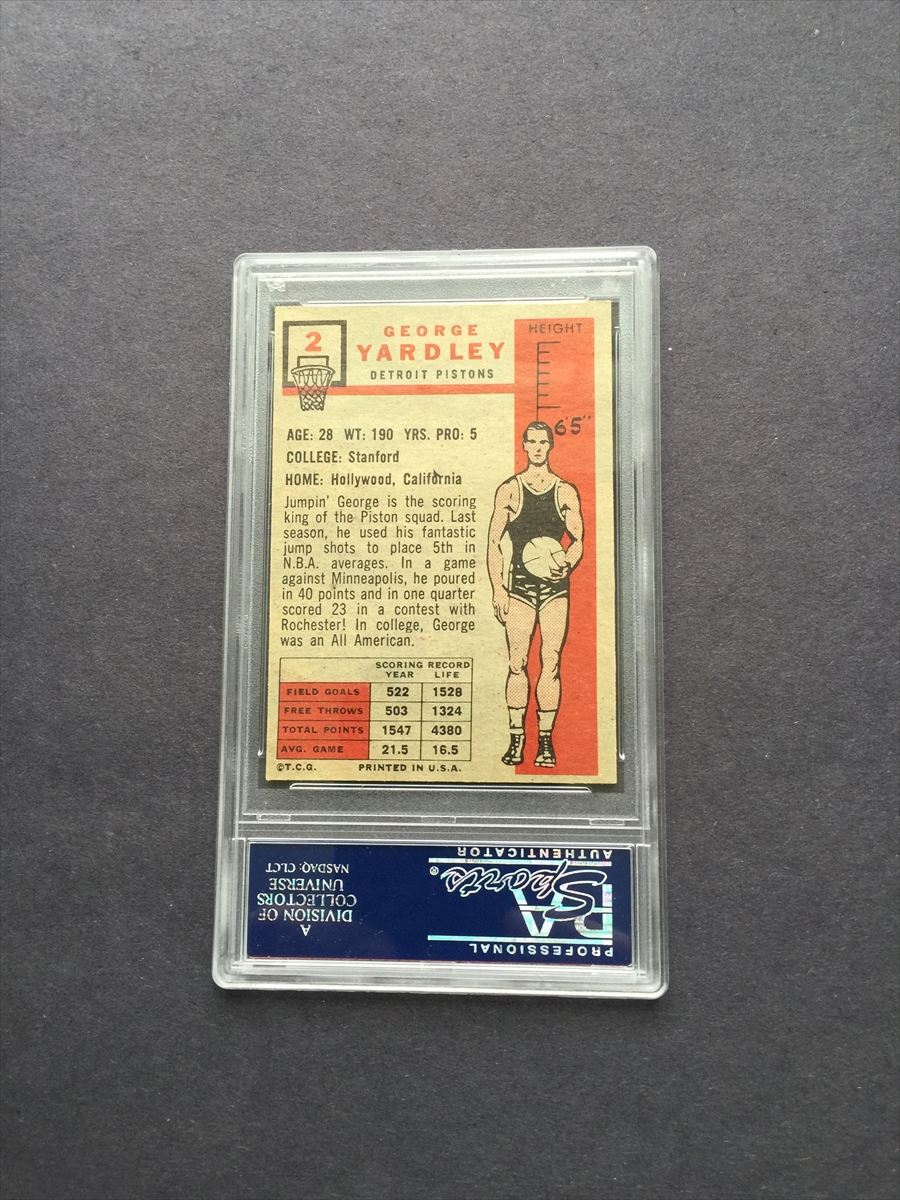 2
GEORGE
YARDLEY
DETROIT PISTONS
HEIGHT
6'5"
AGE: 28 WT: 190 YRS. PRO: 5
COLLEGE: Stanford
HOME: Hollywood, California
Jumpin' George is the scoring
king of the Piston squad. Last
season, he used his fantastic
jump shots to place 5th in
N.B.A. averages. In a game
against Minneapolis, he poured
in 40 points and in one quarter
scored 23 in a contest with
Rochester! In college, George
was an All American.
SCORING RECORD
YEAR LIFE
FIELD GOALS 522 1528
FREE THROWS 503 1324
TOTAL POINTS 1547 4380
AVG. GAME 21.5 16.5
©T.C.G. PRINTED IN U.S.A.
PROFESSIONAL
PSA
Sports®
AUTHENTICATOR
A
DIVISION OF
COLLECTORS
UNIVERSE
NASDAQ: CLCT